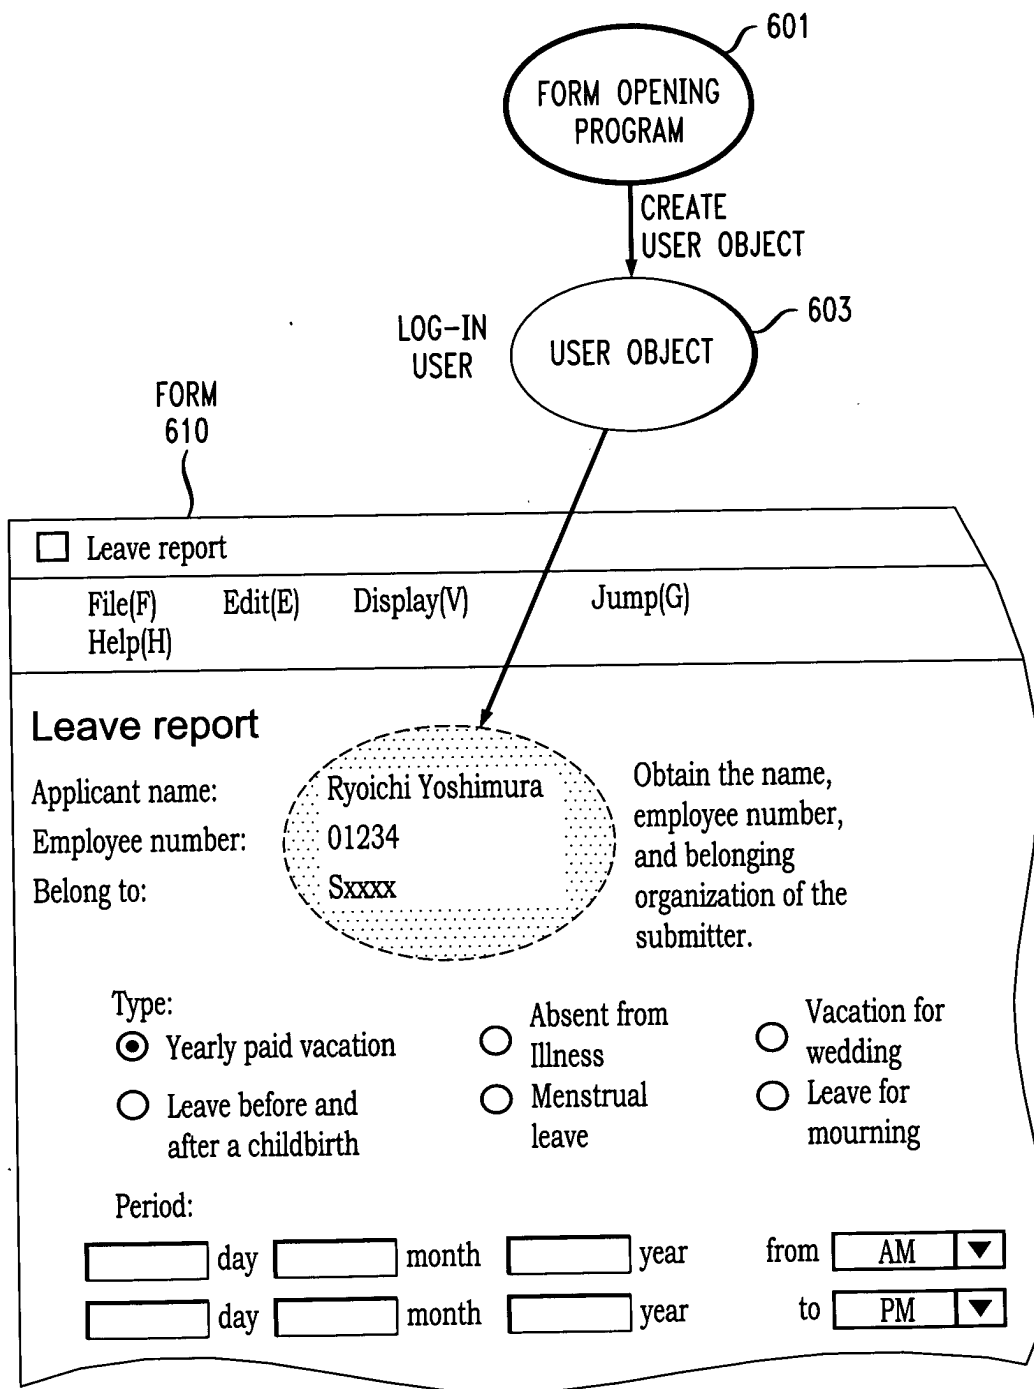 601
FORM OPENING
PROGRAM
CREATE
USER OBJECT
603
LOG-IN
USER
USER OBJECT
FORM
610
Leave report
File(F) Edit(E) Display(V) Jump(G)
Help(H)
Leave report
Applicant name: Ryoichi Yoshimura
Employee number: 01234
Belong to: Sxxxx
Obtain the name,
employee number,
and belonging
organization of the
submitter.
Type:
Yearly paid vacation
Absent from
Illness
Vacation for
wedding
Leave before and
after a childbirth
Menstrual
leave
Leave for
mourning
Period:
day month year from AM
day month year to PM